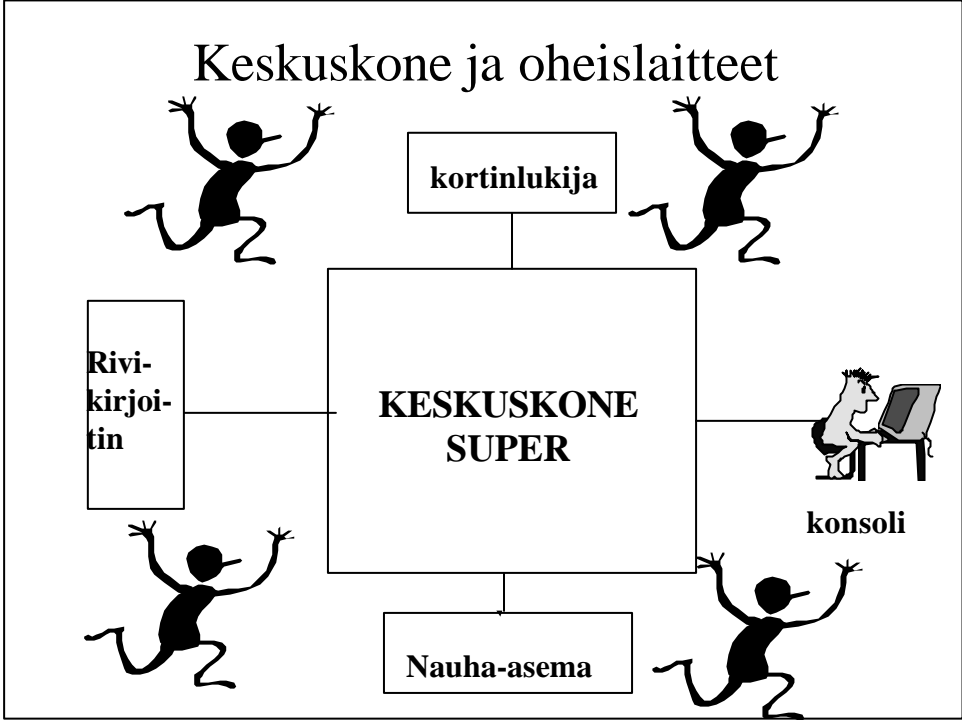 Keskuskone ja oheislaitteet
kortinlukija
Rivi-
kirjoi-
tin
KESKUSKONE
SUPER
konsoli
Nauha-asema